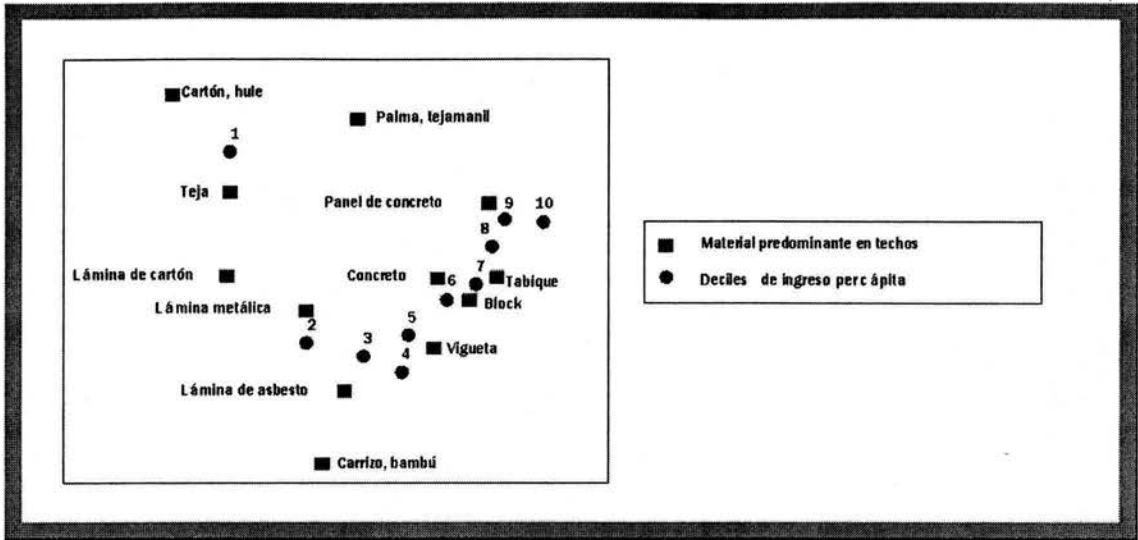 Cartón, hule
Palma, tejamanil
1
Teja
Panel de concreto
9 10
8
Lámina de cartón
Concreto
7
Tabique
6
Block
Lámina metálica
2
5
3
4
Vigueta
Lámina de asbesto
Carrizo, bambú
Material predominante en techos
Deciles de ingreso perc ápita